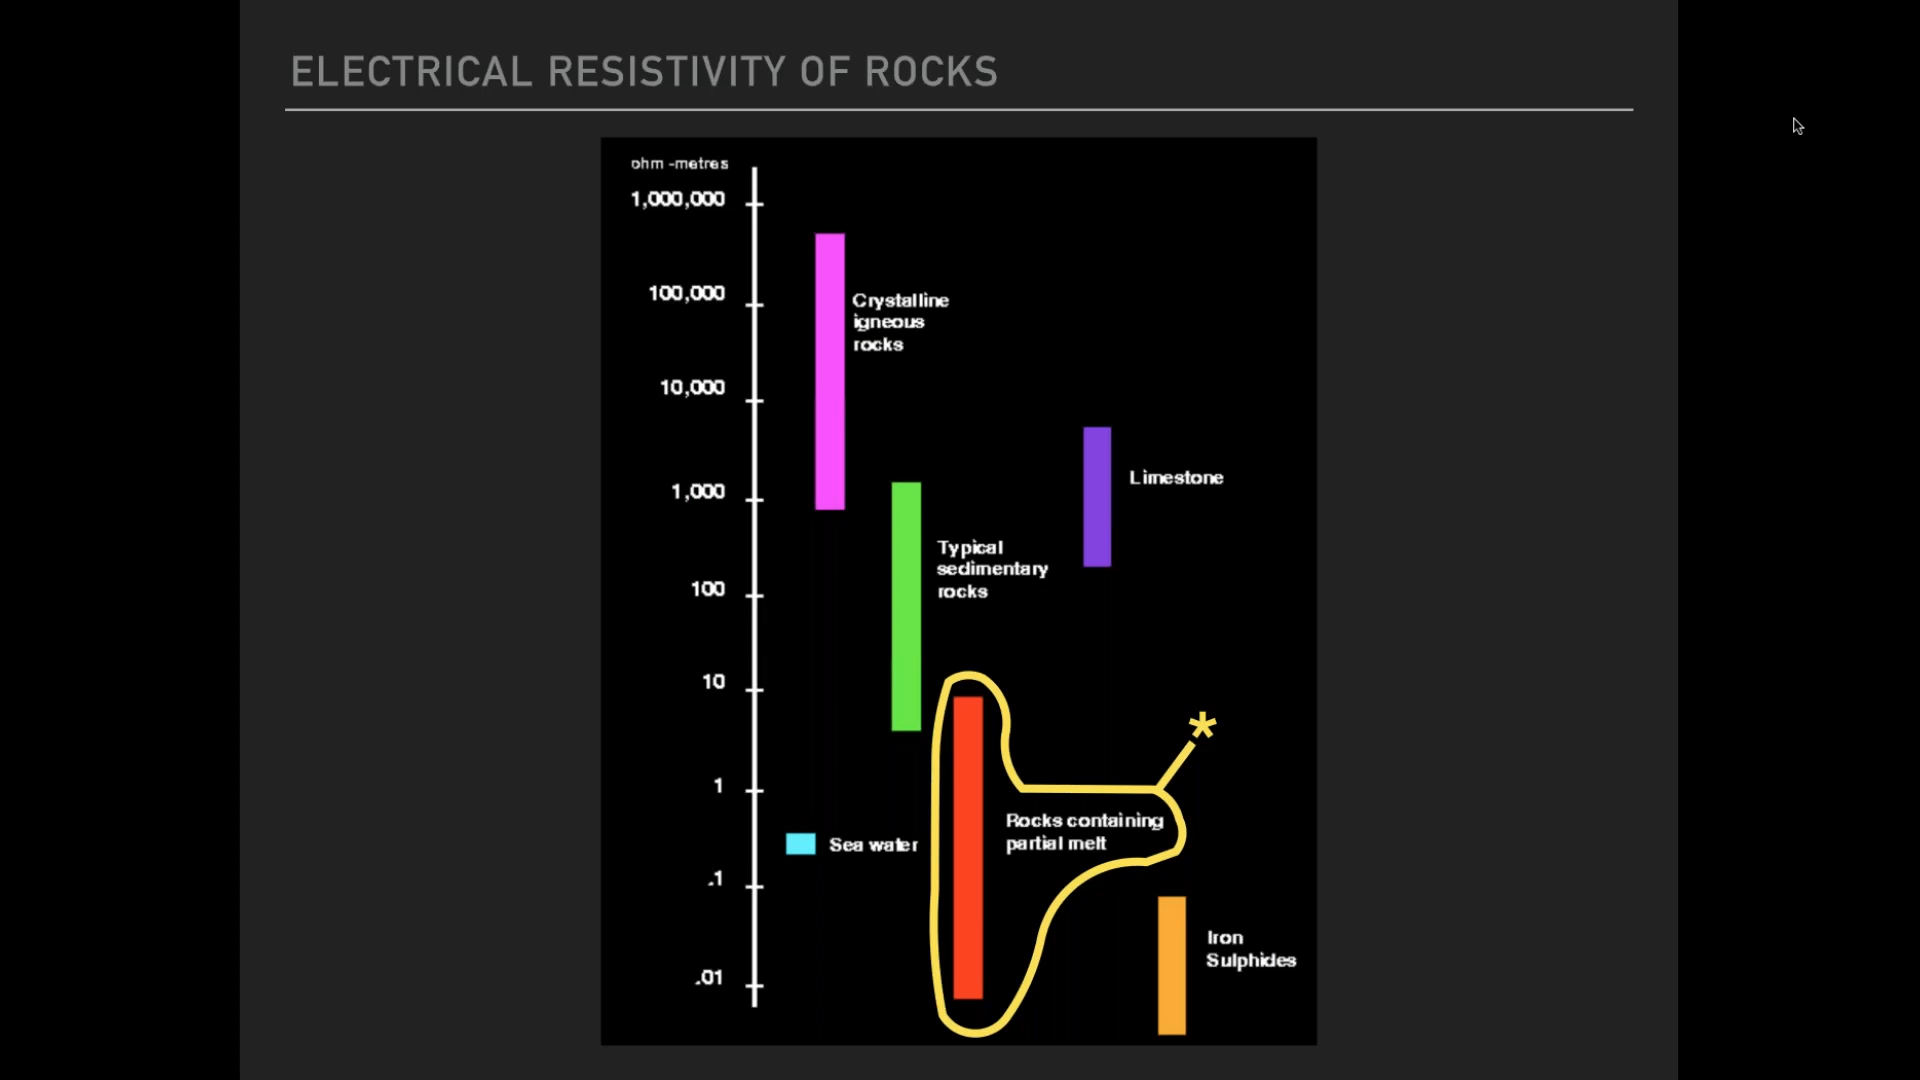 ELECTRICAL RESISTIVITY OF ROCKS
ohm -metres
1,000,000
100,000
Crystalline
igneous
rocks
10,000
Limestone
1,000
Typical
sedimentary
rocks
100
10
*
1
Rocks containing
partial melt
Sea water
.1
Iron
Sulphides
.01